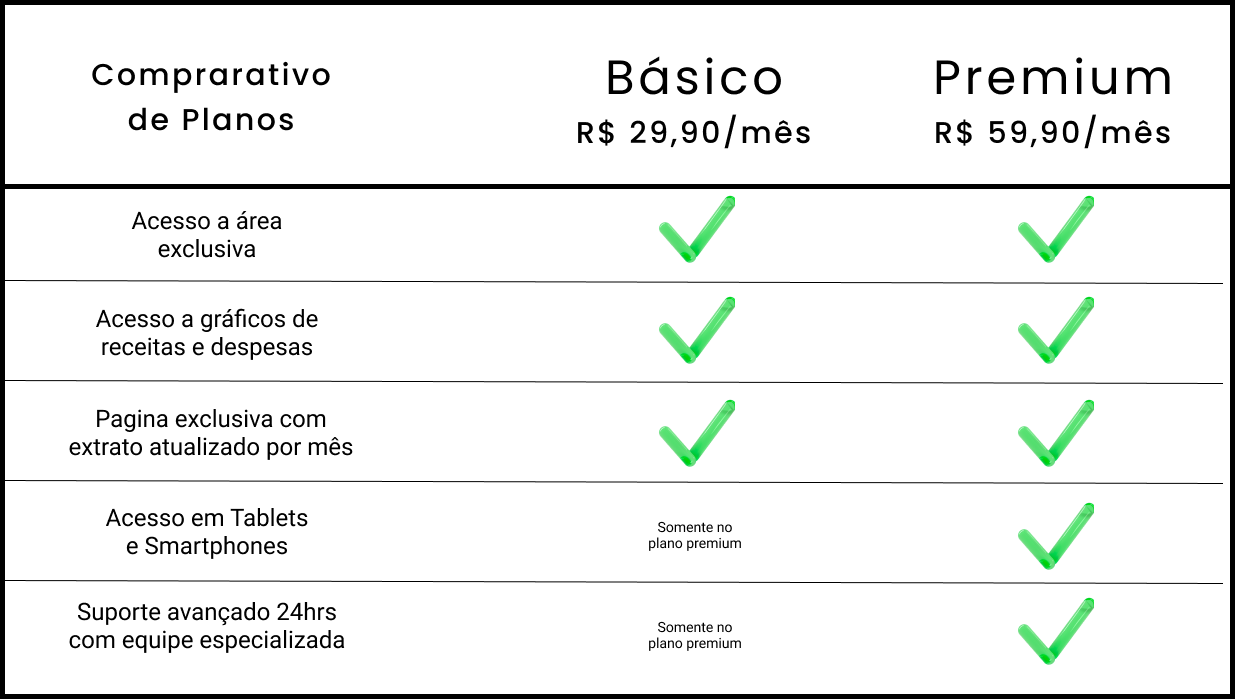 Comprarativo
de Planos
Básico
R$ 29,90/mês
Premium
R$ 59,90/mês
Acesso a área
exclusiva
Acesso a gráficos de
receitas e despesas
Pagina exclusiva com
extrato atualizado por mês
Acesso em Tablets
e Smartphones
Somente no
plano premium
Suporte avançado 24hrs
com equipe especializada
Somente no
plano premium